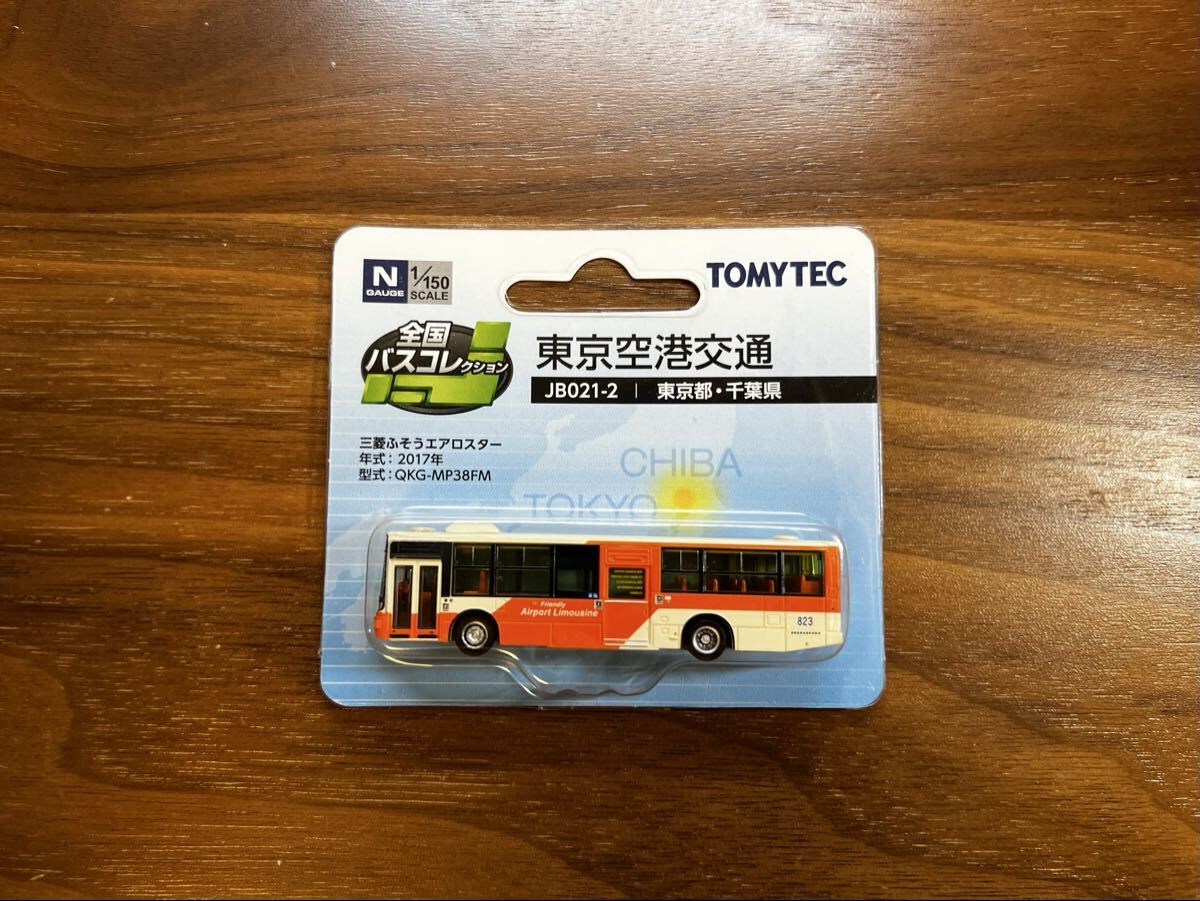 N
GAUGE
1/150
SCALE
TOMYTEC
全国
バスコレクション
東京空港交通
JB021-2 | 東京都・千葉県
三菱ふそうエアロスター
年式：2017年
型式：QKG-MP38FM
CHIBA
TOKYO
Friendly
Airport Limousine
823